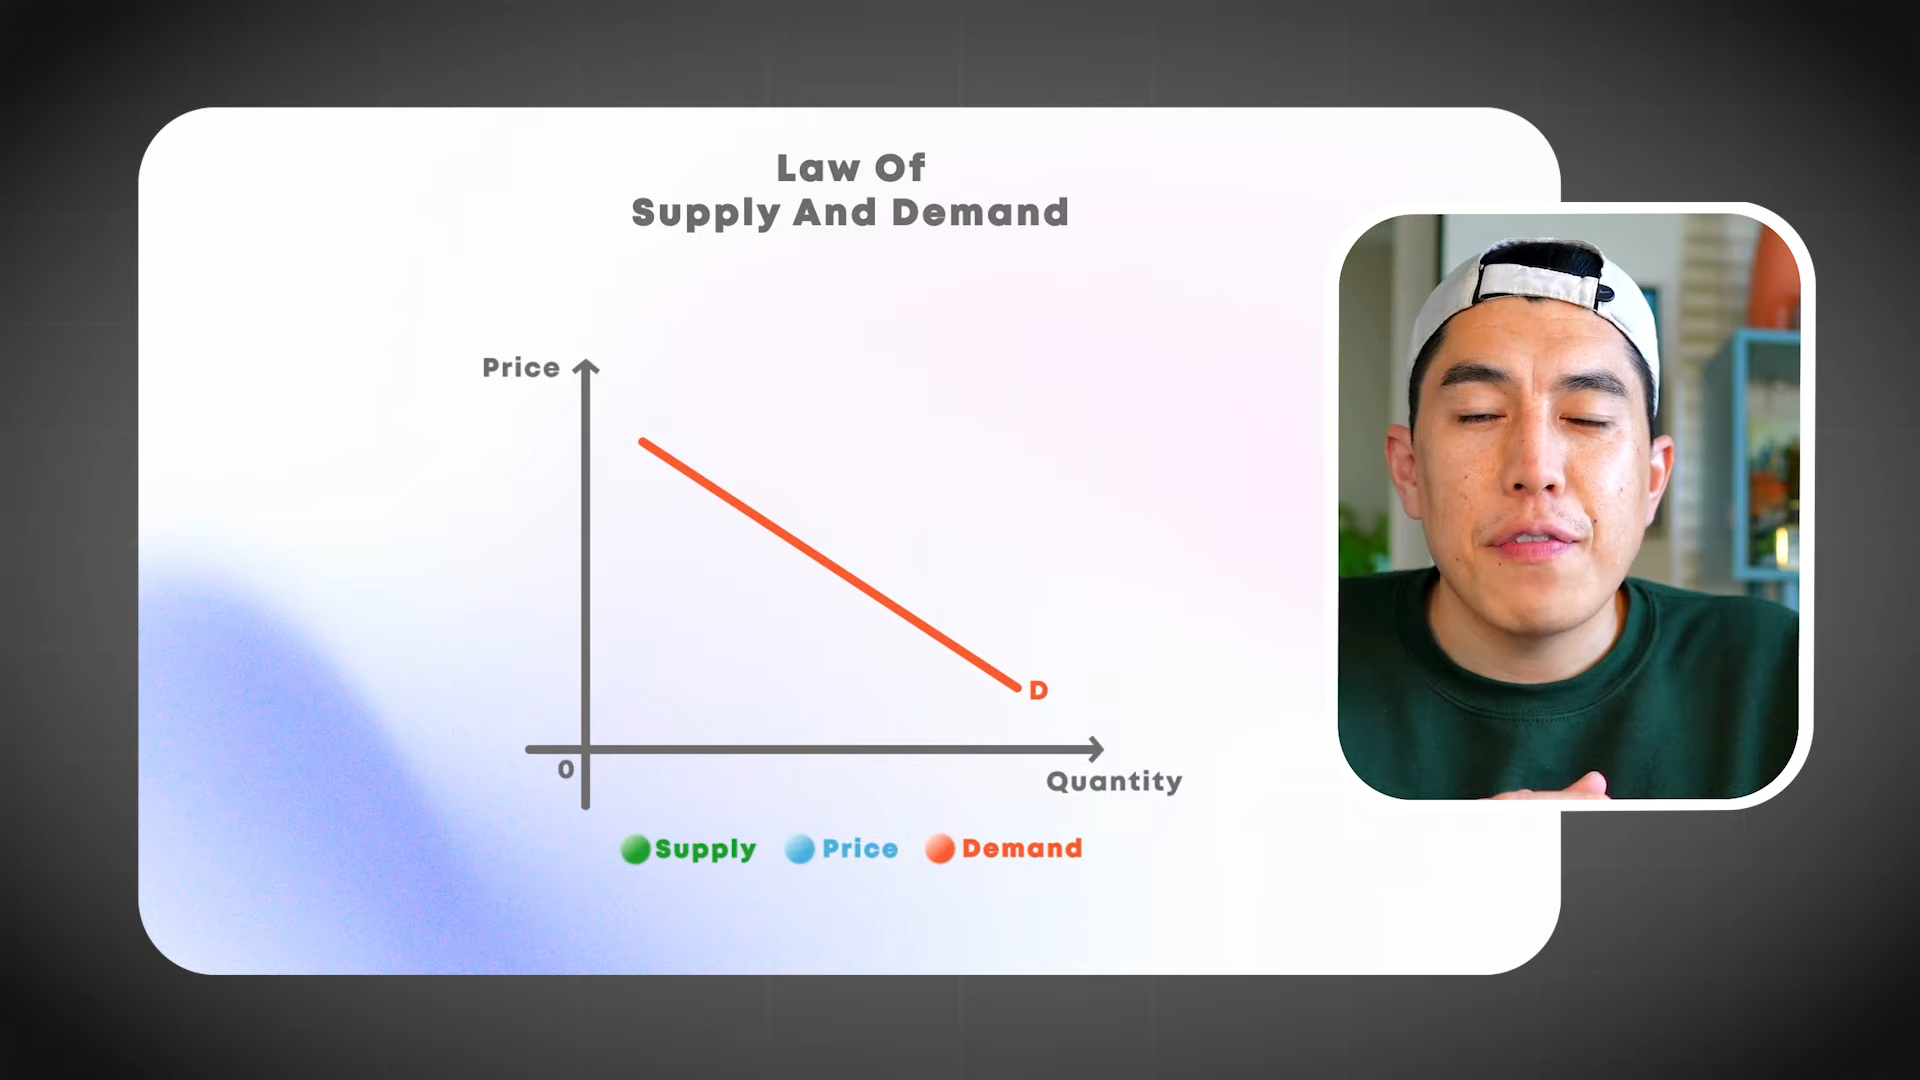 Law Of
Supply And Demand
Price
D
0
Quantity
Supply Price Demand